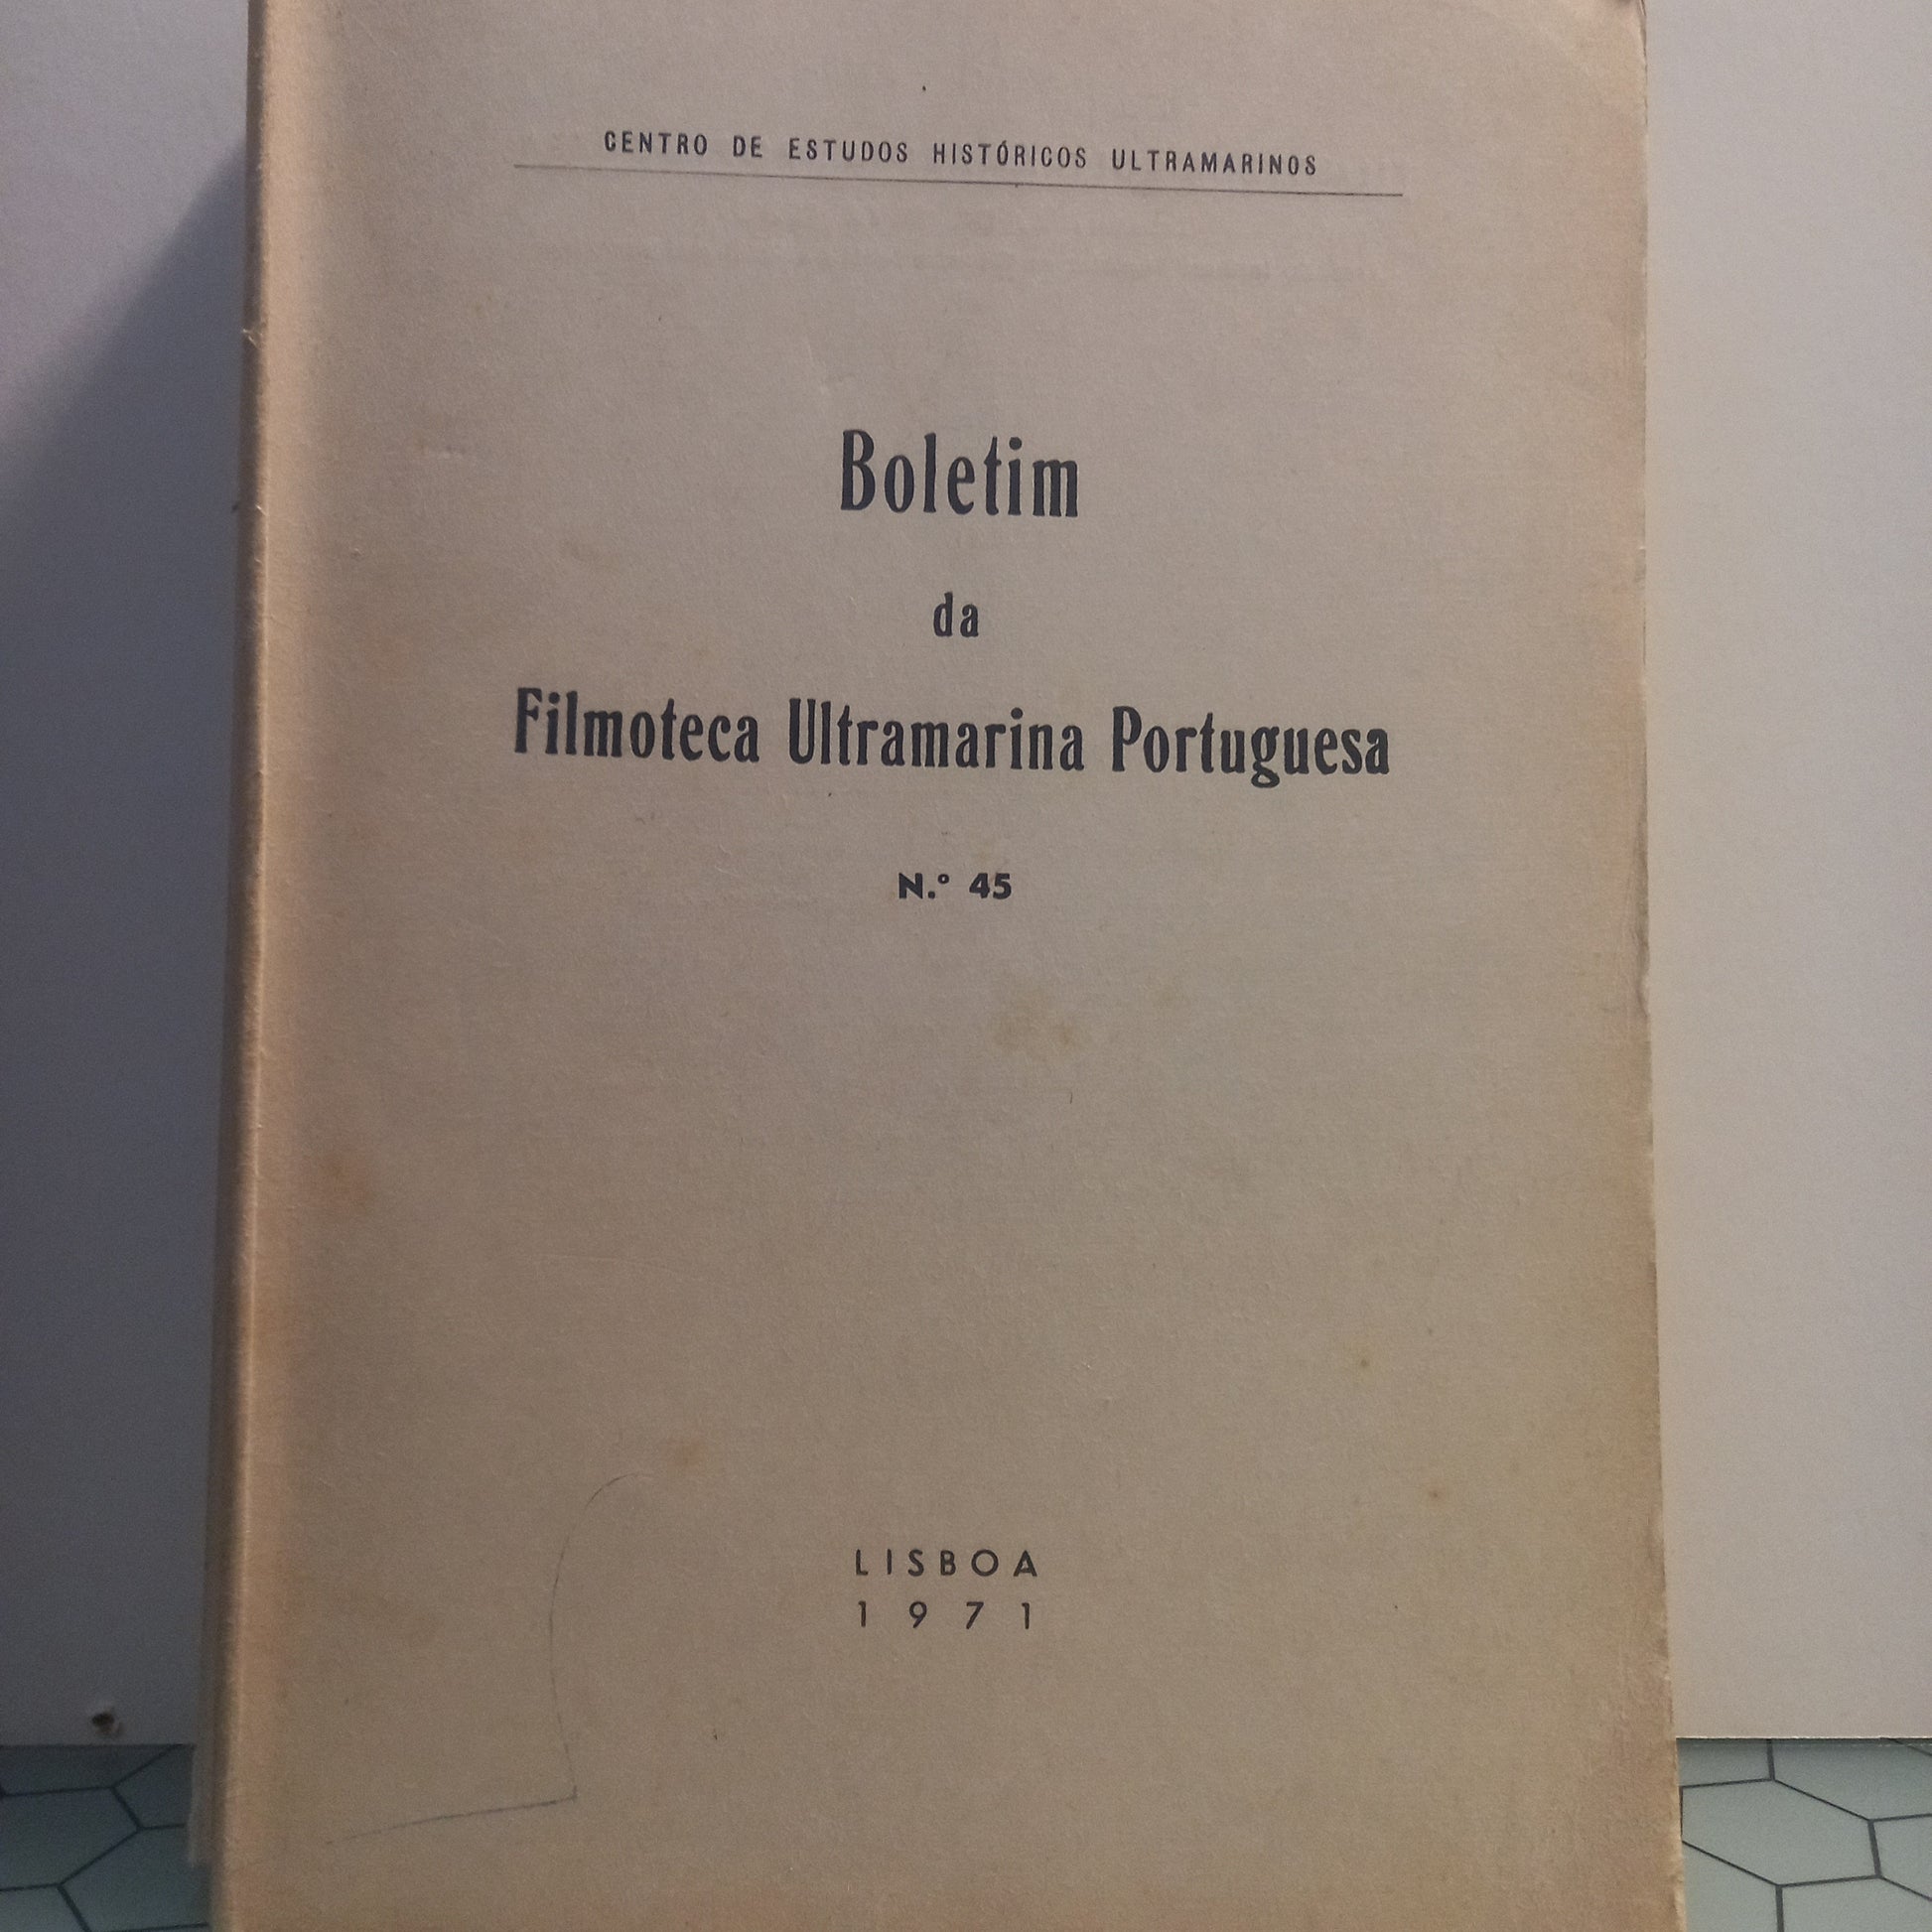 CENTRO DE ESTUDOS HISTÓRICOS ULTRAMARINOS
Boletim
da
Filmoteca Ultramarina Portuguesa
N.º 45
LISBOA
1971